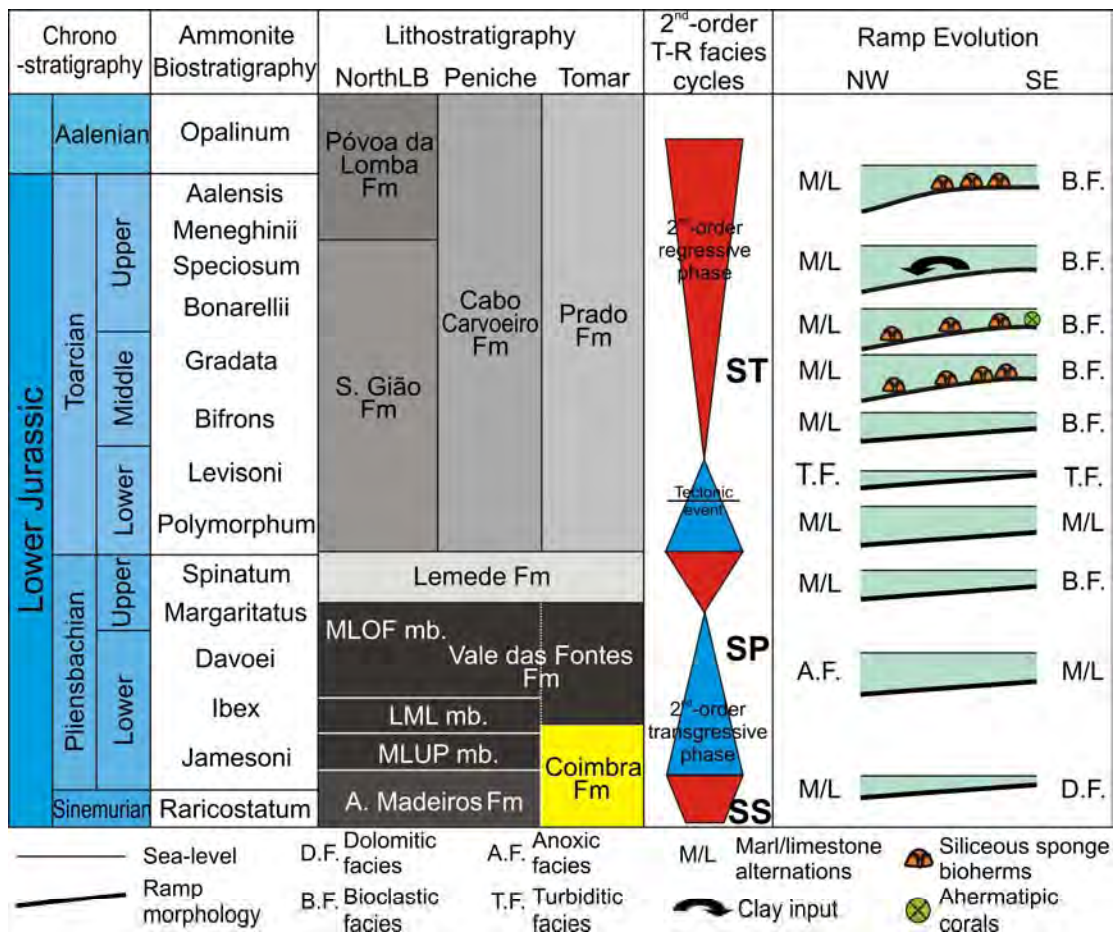 Chrono
-stratigraphy
Ammonite
Biostratigraphy
Lithostratigraphy
NorthLB Peniche Tomar
2nd-order
T-R facies
cycles
Ramp Evolution
NW SE
Lower Jurassic
Aalenian
Toarcian
Upper
Middle
Lower
Pliensbachian
Upper
Lower
Sinemurian
Opalinum
Aalensis
Meneghinii
Speciosum
Bonarellii
Gradata
Bifrons
Levisoni
Polymorphum
Spinatum
Margaritatus
Davoei
Ibex
Jamesoni
Raricostatum
Póvoa da
Lomba
Fm
S. Gião
Fm
Cabo
Carvoeiro
Fm
Prado
Fm
Lemede Fm
MLOF mb.
Vale das Fontes
Fm
LML mb.
MLUP mb.
Coimbra
Fm
A. Madeiros Fm
2nd-order
regressive
phase
ST
Tectonic
event
SP
2nd-order
transgressive
phase
SS
M/L B.F.
M/L B.F.
M/L B.F.
M/L B.F.
M/L B.F.
T.F. T.F.
M/L M/L
M/L B.F.
A.F. M/L
M/L D.F.
Sea-level
Ramp
morphology
D.F. Dolomitic
facies
B.F. Bioclastic
facies
A.F. Anoxic
facies
T.F. Turbiditic
facies
M/L Marl/limestone
alternations
Clay input
Siliceous sponge
bioherms
Ahermatipic
corals